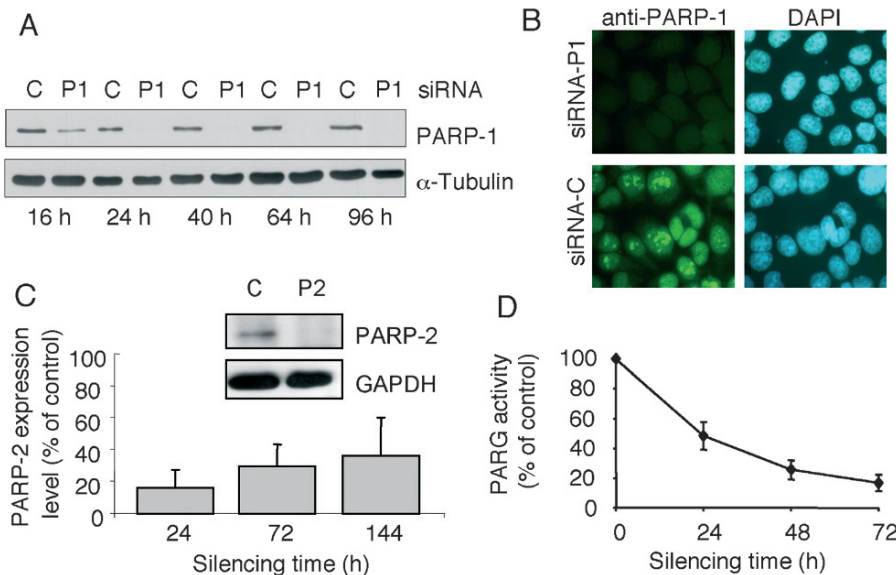 A
C P1 C P1 C P1 C P1 C P1 siRNA
PARP-1
α-Tubulin
16 h 24 h 40 h 64 h 96 h
B
anti-PARP-1 DAPI
siRNA-P1
siRNA-C
C
C P2
PARP-2
GAPDH
PARP-2 expression
level (% of control)
100
80
60
40
20
0
24 72 144
Silencing time (h)
D
PARG activity
(% of control)
100
80
60
40
20
0
0 24 48 72
Silencing time (h)